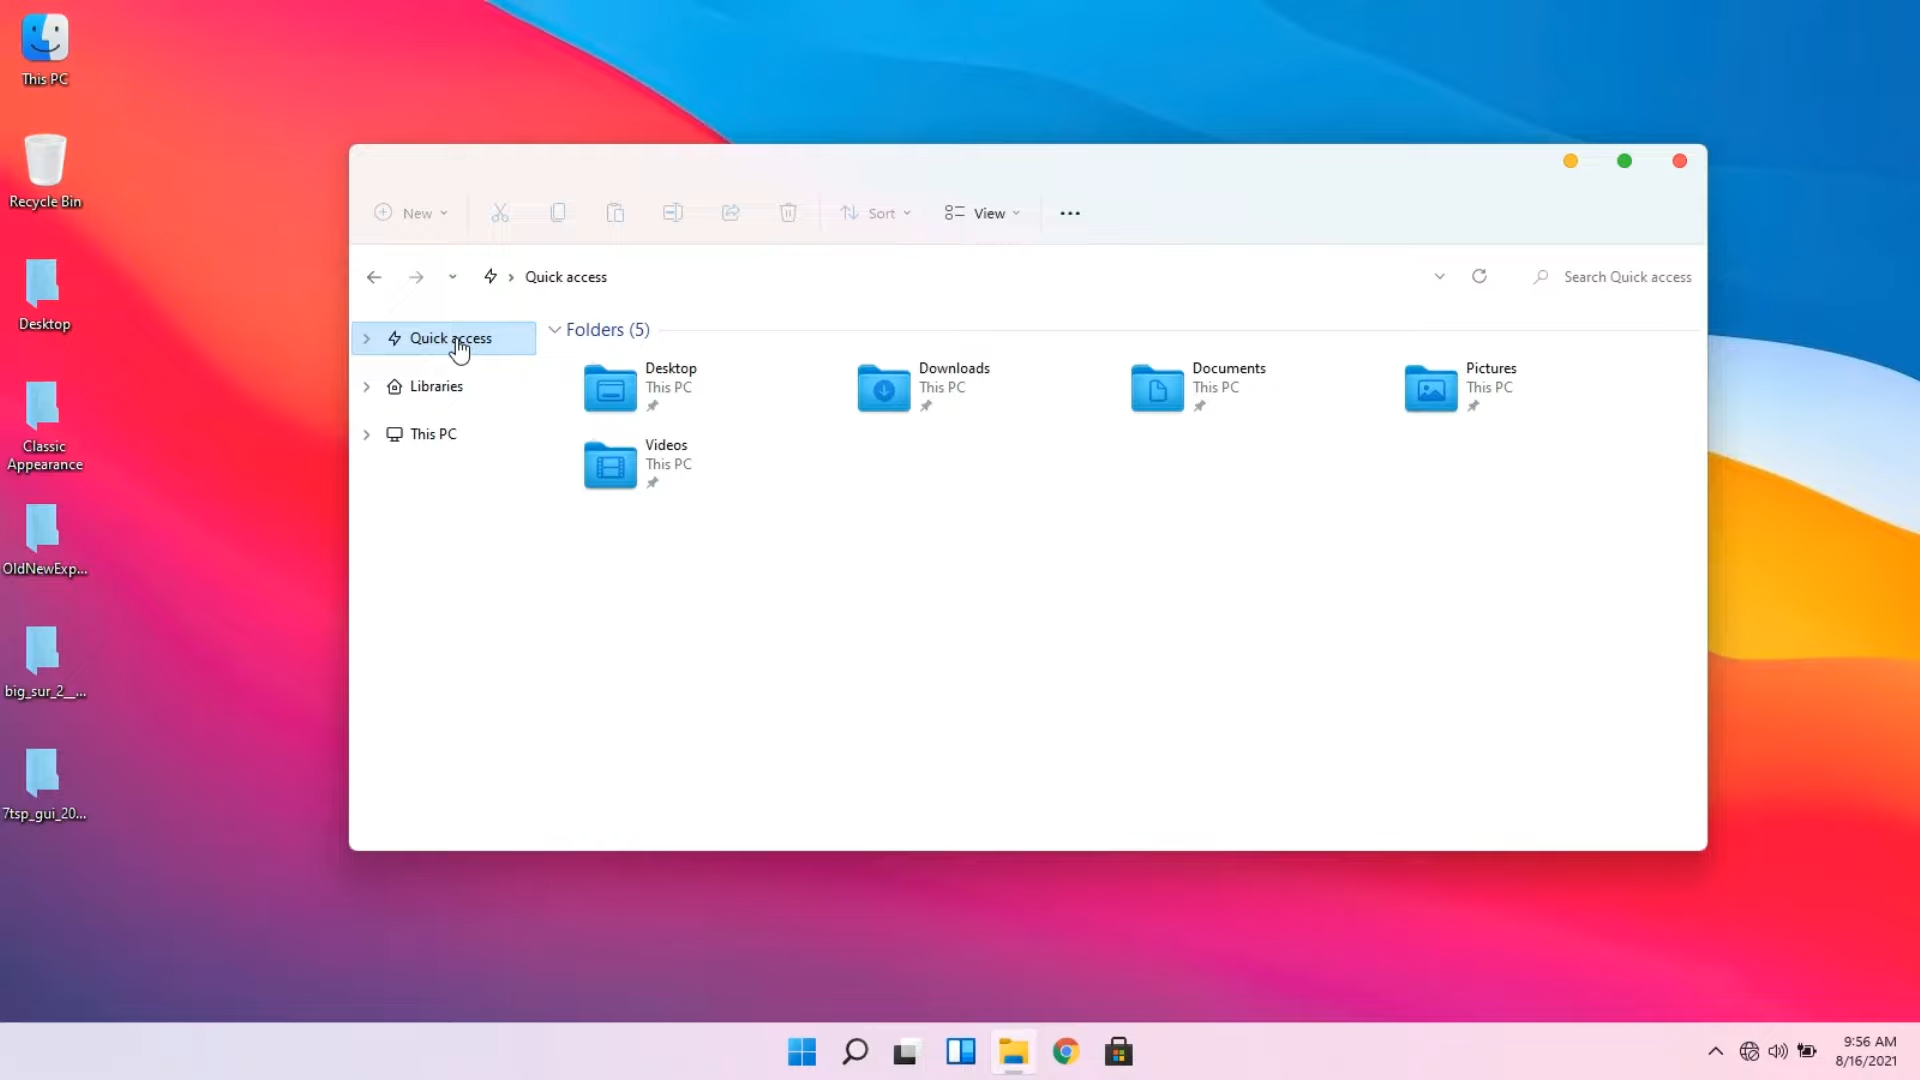 This PC
Recycle Bin
Desktop
Classic
Appearance
OldNewExp...
big_sur_2__...
7tsp_gui_20...
New
Sort
View
Quick access
Search Quick access
Quick access
Libraries
This PC
Folders (5)
Desktop
This PC
Downloads
This PC
Documents
This PC
Pictures
This PC
Videos
This PC
9:56 AM
8/16/2021